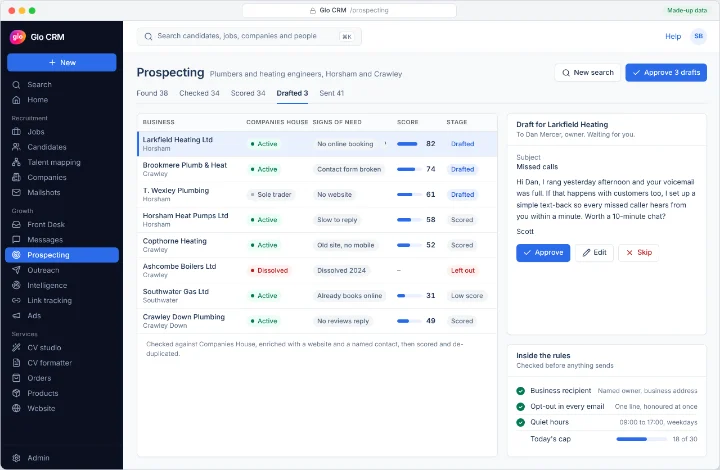 Glo CRM /prospecting
Made-up data
glo Glo CRM
Search candidates, jobs, companies and people ⌘K
Help SB
+ New
Search
Home
Recruitment
Jobs
Candidates
Talent mapping
Companies
Mailshots
Growth
Front Desk
Messages
Prospecting
Outreach
Intelligence
Link tracking
Ads
Services
CV studio
CV formatter
Orders
Products
Website
Admin
Prospecting Plumbers and heating engineers, Horsham and Crawley
New search
Approve 3 drafts
Found 38 Checked 34 Scored 34 Drafted 3 Sent 41
BUSINESS COMPANIES HOUSE SIGNS OF NEED SCORE STAGE
Larkfield Heating Ltd Active No online booking 82 Drafted
Horsham
Brookmere Plumb & Heat Active Contact form broken 74 Drafted
Crawley
T. Wexley Plumbing Sole trader No website 61 Drafted
Horsham
Horsham Heat Pumps Ltd Active Slow to reply 58 Scored
Horsham
Copthorne Heating Active Old site, no mobile 52 Scored
Crawley
Ashcombe Boilers Ltd Dissolved Dissolved 2024 – Left out
Crawley
Southwater Gas Ltd Active Already books online 31 Low score
Southwater
Crawley Down Plumbing Active No reviews reply 49 Scored
Crawley Down
Checked against Companies House, enriched with a website and a named contact, then scored and de-
duplicated.
Draft for Larkfield Heating
To Dan Mercer, owner. Waiting for you.
Subject
Missed calls
Hi Dan, I rang yesterday afternoon and your voicemail
was full. If that happens with customers too, I set up a
simple text-back so every missed caller hears from
you within a minute. Worth a 10-minute chat?
Scott
Approve Edit Skip
Inside the rules
Checked before anything sends
Business recipient Named owner, business address
Opt-out in every email One line, honoured at once
Quiet hours 08:00 to 17:00, weekdays
Today's cap 18 of 30